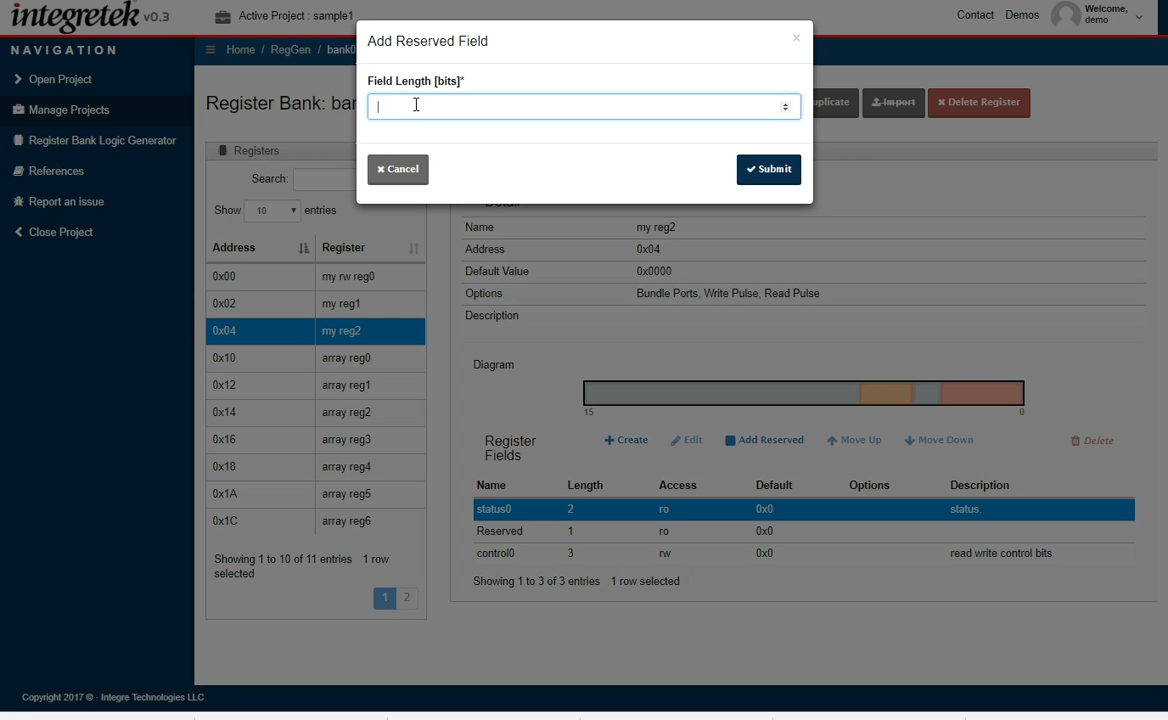 integretek v0.3
Active Project : sample1
Contact Demos Welcome,
demo
NAVIGATION
Home / RegGen / bank0
Open Project
Manage Projects
Register Bank Logic Generator
References
Report an issue
Close Project
Add Reserved Field ×
Field Length [bits]*
Cancel Submit
Register Bank:
Import Delete Register
Registers
Search:
Show 10 entries
Address Register
0x00 my rw reg0
0x02 my reg1
0x04 my reg2
0x10 array reg0
0x12 array reg1
0x14 array reg2
0x16 array reg3
0x18 array reg4
0x1A array reg5
0x1C array reg6
Showing 1 to 10 of 11 entries 1 row
selected
1 2
Detail
Name my reg2
Address 0x04
Default Value 0x0000
Options Bundle Ports, Write Pulse, Read Pulse
Description
Diagram
15 0
Register
Fields
Create Edit Add Reserved Move Up Move Down Delete
Name Length Access Default Options Description
status0 2 ro 0x0 status.
Reserved 1 ro 0x0
control0 3 rw 0x0 read write control bits
Showing 1 to 3 of 3 entries 1 row selected
Copyright 2017 © · Integre Technologies LLC